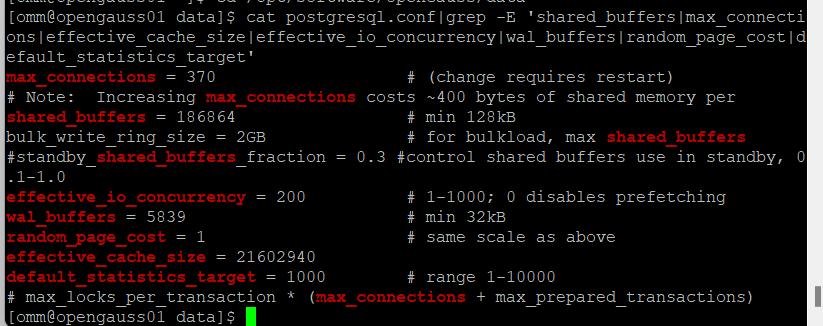 [omm@opengauss01 data]$ cat postgresql.conf|grep -E 'shared_buffers|max_connecti
ons|effective_cache_size|effective_io_concurrency|wal_buffers|random_page_cost|d
efault_statistics_target'
max_connections = 370                   # (change requires restart)
# Note:  Increasing max_connections costs ~400 bytes of shared memory per
shared_buffers = 186864                 # min 128kB
bulk_write_ring_size = 2GB              # for bulkload, max shared_buffers
#standby_shared_buffers_fraction = 0.3 #control shared buffers use in standby, 0
.1-1.0
effective_io_concurrency = 200          # 1-1000; 0 disables prefetching
wal_buffers = 5839                      # min 32kB
random_page_cost = 1                    # same scale as above
effective_cache_size = 21602940
default_statistics_target = 1000        # range 1-10000
# max_locks_per_transaction * (max_connections + max_prepared_transactions)
[omm@opengauss01 data]$